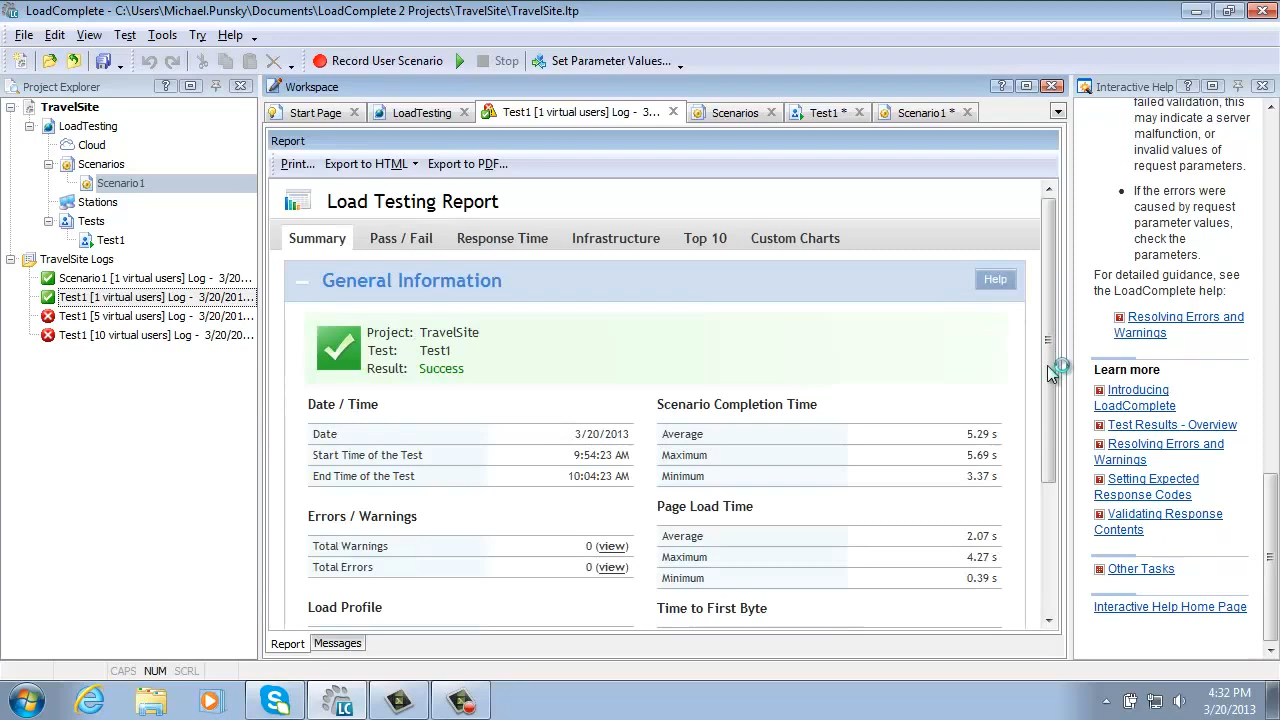 LoadComplete - C:\Users\Michael.Punsky\Documents\LoadComplete 2 Projects\TravelSite\TravelSite.ltp
File Edit View Test Tools Try Help
Record User Scenario Stop Set Parameter Values...
Project Explorer
TravelSite
LoadTesting
Cloud
Scenarios
Scenario1
Stations
Tests
Test1
TravelSite Logs
Scenario1 [1 virtual users] Log - 3/20...
Test1 [1 virtual users] Log - 3/20/201...
Test1 [5 virtual users] Log - 3/20/201...
Test1 [10 virtual users] Log - 3/20/20...
Workspace
Start Page LoadTesting Test1 [1 virtual users] Log - 3... Scenarios Test1 * Scenario1 *
Report
Print... Export to HTML Export to PDF...
Load Testing Report
Summary Pass / Fail Response Time Infrastructure Top 10 Custom Charts
General Information Help
Project: TravelSite
Test: Test1
Result: Success
Date / Time
Date 3/20/2013
Start Time of the Test 9:54:23 AM
End Time of the Test 10:04:23 AM
Errors / Warnings
Total Warnings 0 (view)
Total Errors 0 (view)
Load Profile
Scenario Completion Time
Average 5.29 s
Maximum 5.69 s
Minimum 3.37 s
Page Load Time
Average 2.07 s
Maximum 4.27 s
Minimum 0.39 s
Time to First Byte
Report Messages
Interactive Help
failed validation, this
may indicate a server
malfunction, or
invalid values of
request parameters.
• If the errors were
caused by request
parameter values,
check the
parameters.
For detailed guidance, see
the LoadComplete help:
Resolving Errors and
Warnings
Learn more
Introducing
LoadComplete
Test Results - Overview
Resolving Errors and
Warnings
Setting Expected
Response Codes
Validating Response
Contents
Other Tasks
Interactive Help Home Page
CAPS NUM SCRL
LC
4:32 PM
3/20/2013